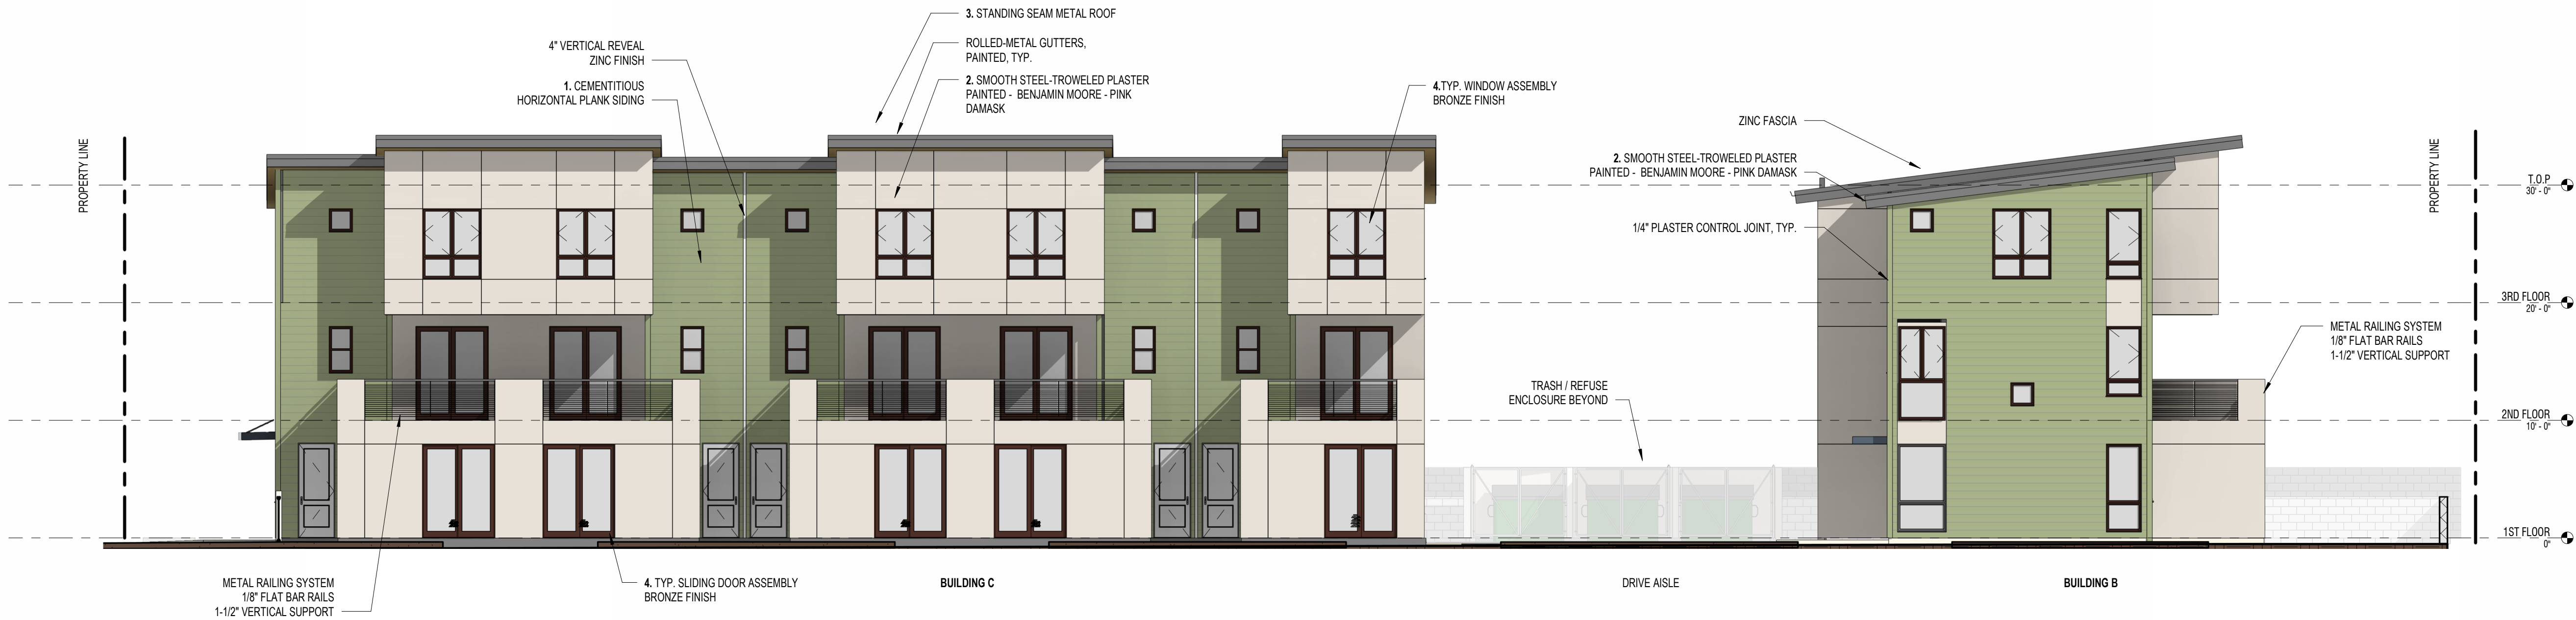 3. STANDING SEAM METAL ROOF
ROLLED-METAL GUTTERS,
PAINTED, TYP.
4" VERTICAL REVEAL
ZINC FINISH
2. SMOOTH STEEL-TROWELED PLASTER
PAINTED - BENJAMIN MOORE - PINK
DAMASK
1. CEMENTITIOUS
HORIZONTAL PLANK SIDING
4.TYP. WINDOW ASSEMBLY
BRONZE FINISH
ZINC FASCIA
PROPERTY LINE
PROPERTY LINE
2. SMOOTH STEEL-TROWELED PLASTER
PAINTED - BENJAMIN MOORE - PINK DAMASK
T.O.P
30' - 0"
1/4" PLASTER CONTROL JOINT, TYP.
3RD FLOOR
20' - 0"
METAL RAILING SYSTEM
1/8" FLAT BAR RAILS
1-1/2" VERTICAL SUPPORT
TRASH / REFUSE
ENCLOSURE BEYOND
2ND FLOOR
10' - 0"
1ST FLOOR
0"
METAL RAILING SYSTEM
1/8" FLAT BAR RAILS
1-1/2" VERTICAL SUPPORT
4. TYP. SLIDING DOOR ASSEMBLY
BRONZE FINISH
BUILDING C
DRIVE AISLE
BUILDING B